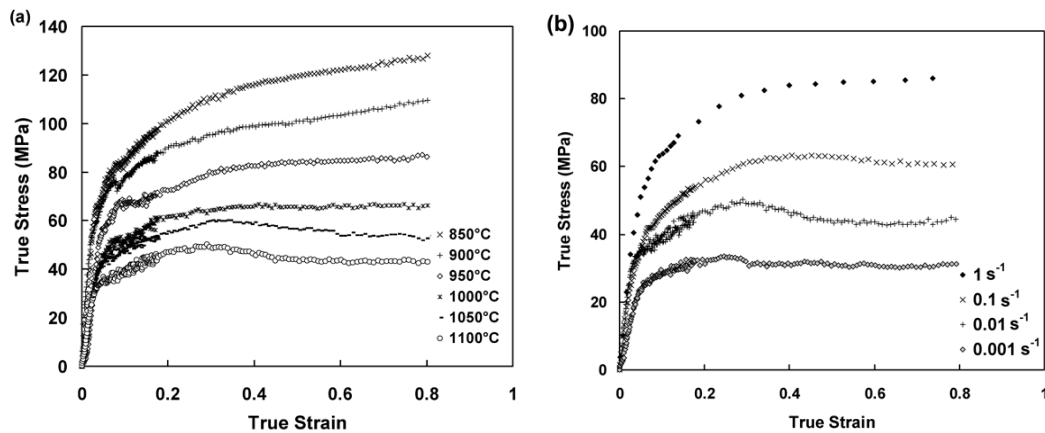 (a)
140
120
100
80
60
40
20
0
True Stress (MPa)
0 0.2 0.4 0.6 0.8 1
True Strain
850°C
900°C
950°C
1000°C
1050°C
1100°C
(b)
100
80
60
40
20
0
True Stress (MPa)
0 0.2 0.4 0.6 0.8 1
True Strain
1 s⁻¹
0.1 s⁻¹
0.01 s⁻¹
0.001 s⁻¹